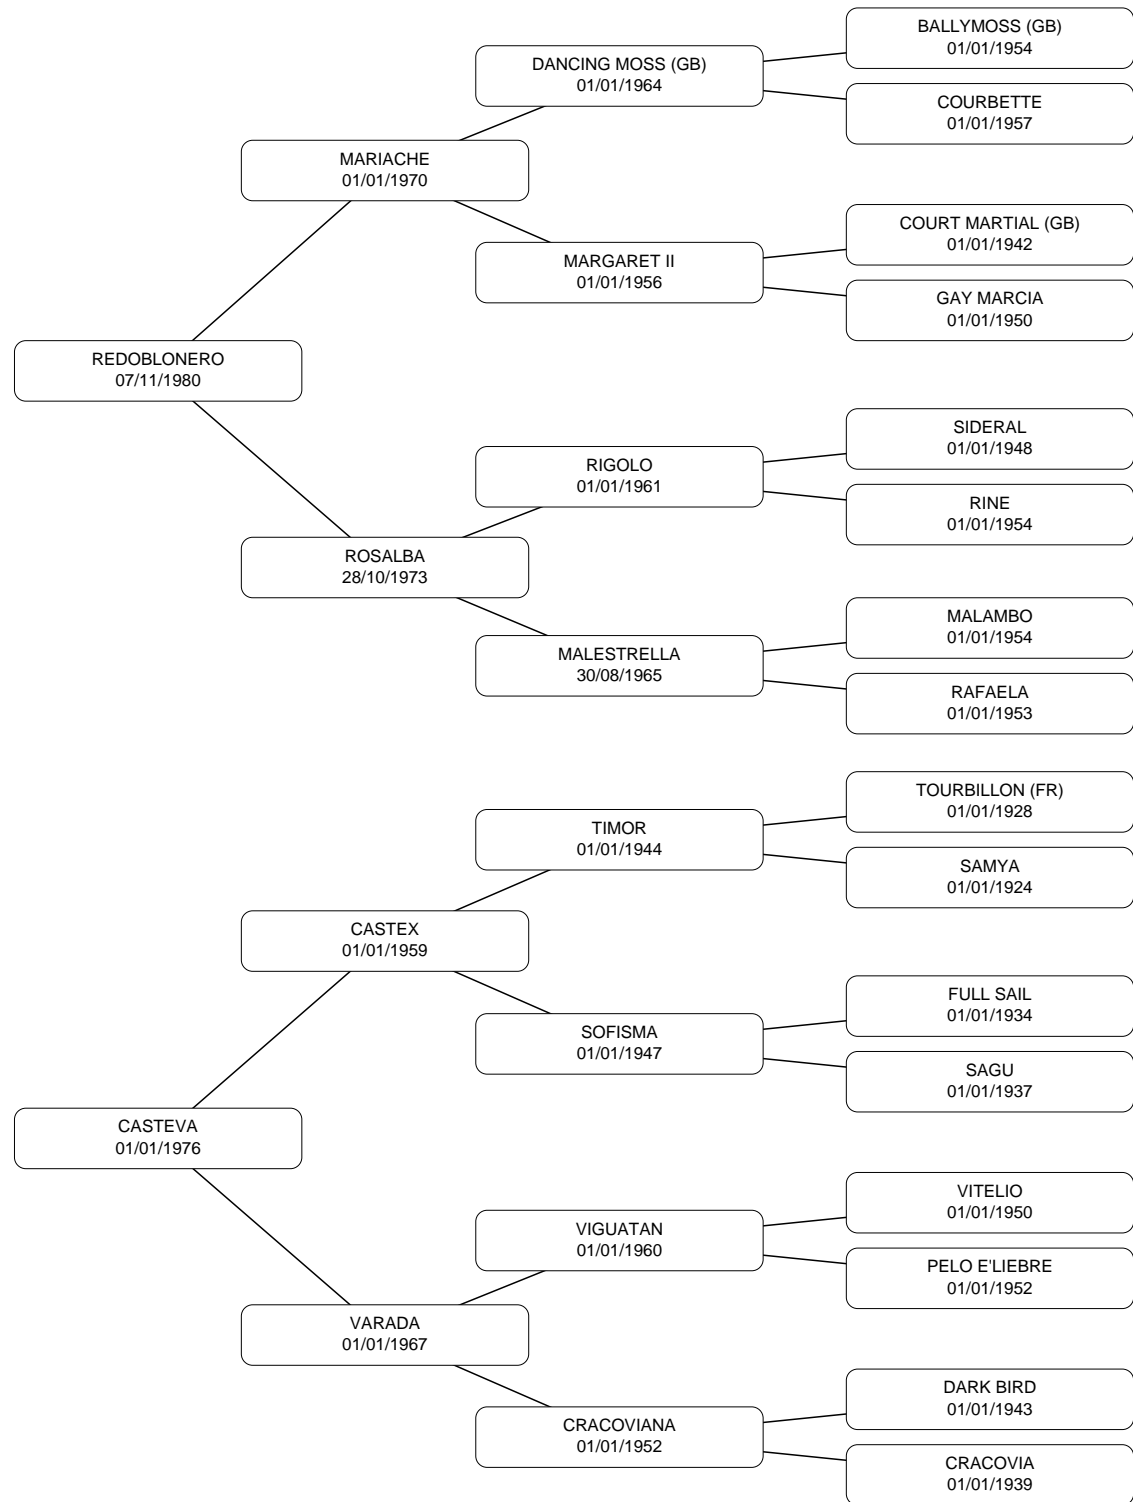 BALLYMOSS (GB)
01/01/1954
DANCING MOSS (GB)
01/01/1964
COURBETTE
01/01/1957
MARIACHE
01/01/1970
COURT MARTIAL (GB)
01/01/1942
MARGARET II
01/01/1956
GAY MARCIA
01/01/1950
REDOBLONERO
07/11/1980
SIDERAL
01/01/1948
RIGOLO
01/01/1961
RINE
01/01/1954
ROSALBA
28/10/1973
MALAMBO
01/01/1954
MALESTRELLA
30/08/1965
RAFAELA
01/01/1953
TOURBILLON (FR)
01/01/1928
TIMOR
01/01/1944
SAMYA
01/01/1924
CASTEX
01/01/1959
FULL SAIL
01/01/1934
SOFISMA
01/01/1947
SAGU
01/01/1937
CASTEVA
01/01/1976
VITELIO
01/01/1950
VIGUATAN
01/01/1960
PELO E'LIEBRE
01/01/1952
VARADA
01/01/1967
DARK BIRD
01/01/1943
CRACOVIANA
01/01/1952
CRACOVIA
01/01/1939